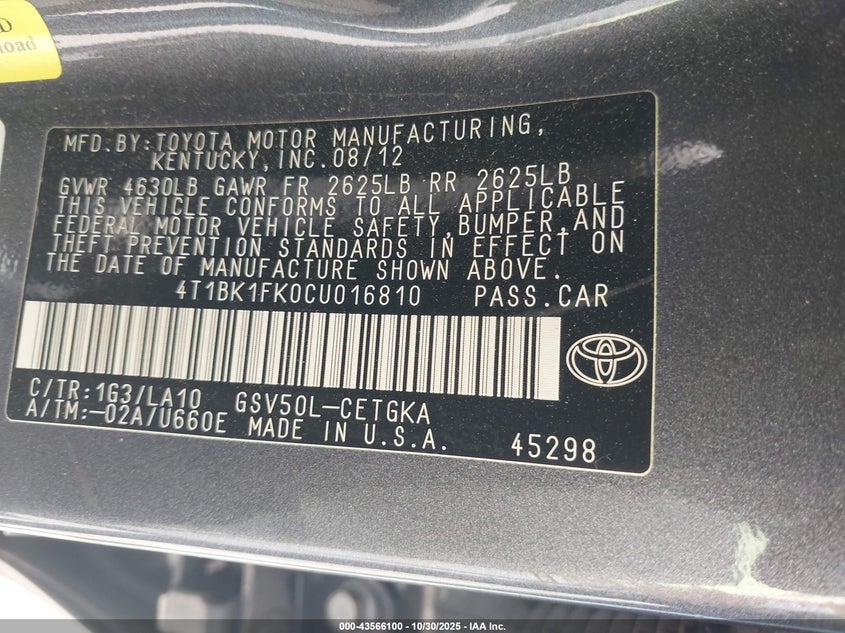 D
oad
MFD.BY:TOYOTA MOTOR MANUFACTURING,
KENTUCKY,INC.08/12
GVWR 4630LB GAWR FR 2625LB RR 2625LB
THIS VEHICLE CONFORMS TO ALL APPLICABLE
FEDERAL MOTOR VEHICLE SAFETY,BUMPER,AND
THEFT PREVENTION STANDARDS IN EFFECT ON
THE DATE OF MANUFACTURE SHOWN ABOVE.
4T1BK1FK0CU016810 PASS.CAR
C/TR:1G3/LA10 GSV50L-CETGKA
A/TM:-02A/U660E MADE IN U.S.A. 45298
000-43566100 - 10/30/2025 - IAA Inc.